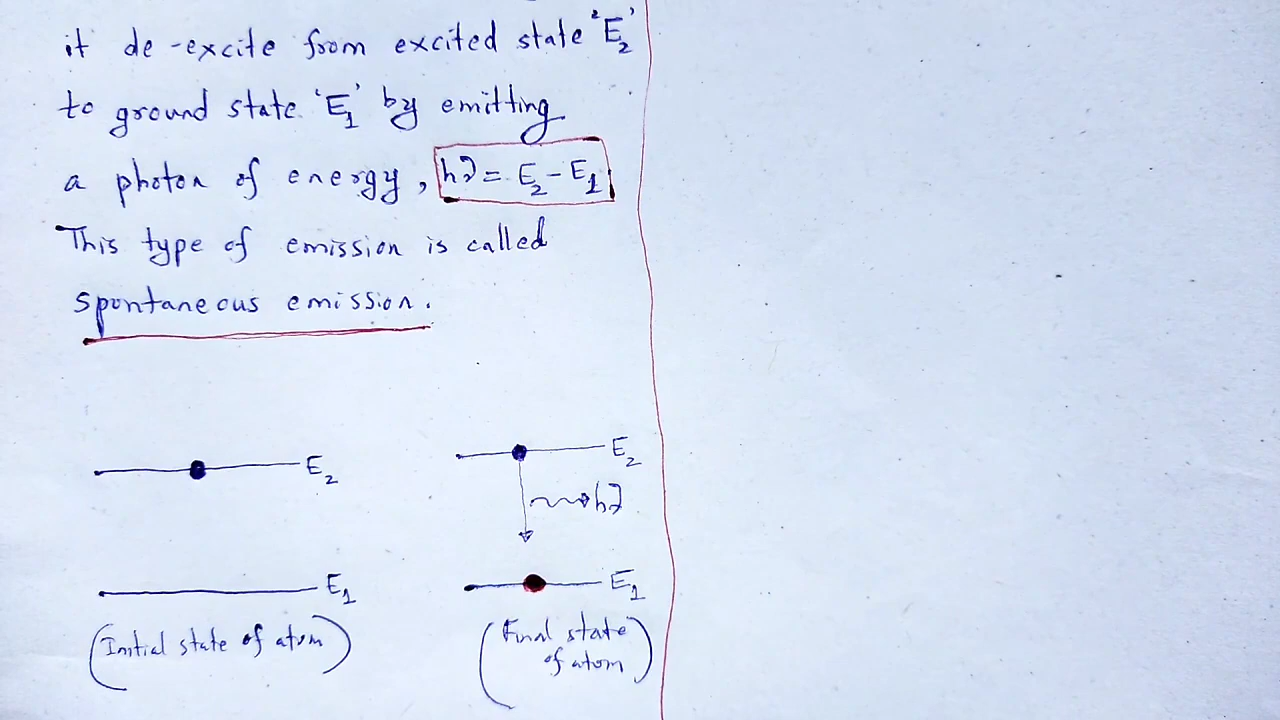 it de-excite from excited state 'E₂'
to ground state 'E₁' by emitting
a photon of energy, hν = E₂ - E₁
This type of emission is called
spontaneous emission.
E₂
E₁
(Initial state of atom)
E₂
hν
E₁
(Final state
of atom)